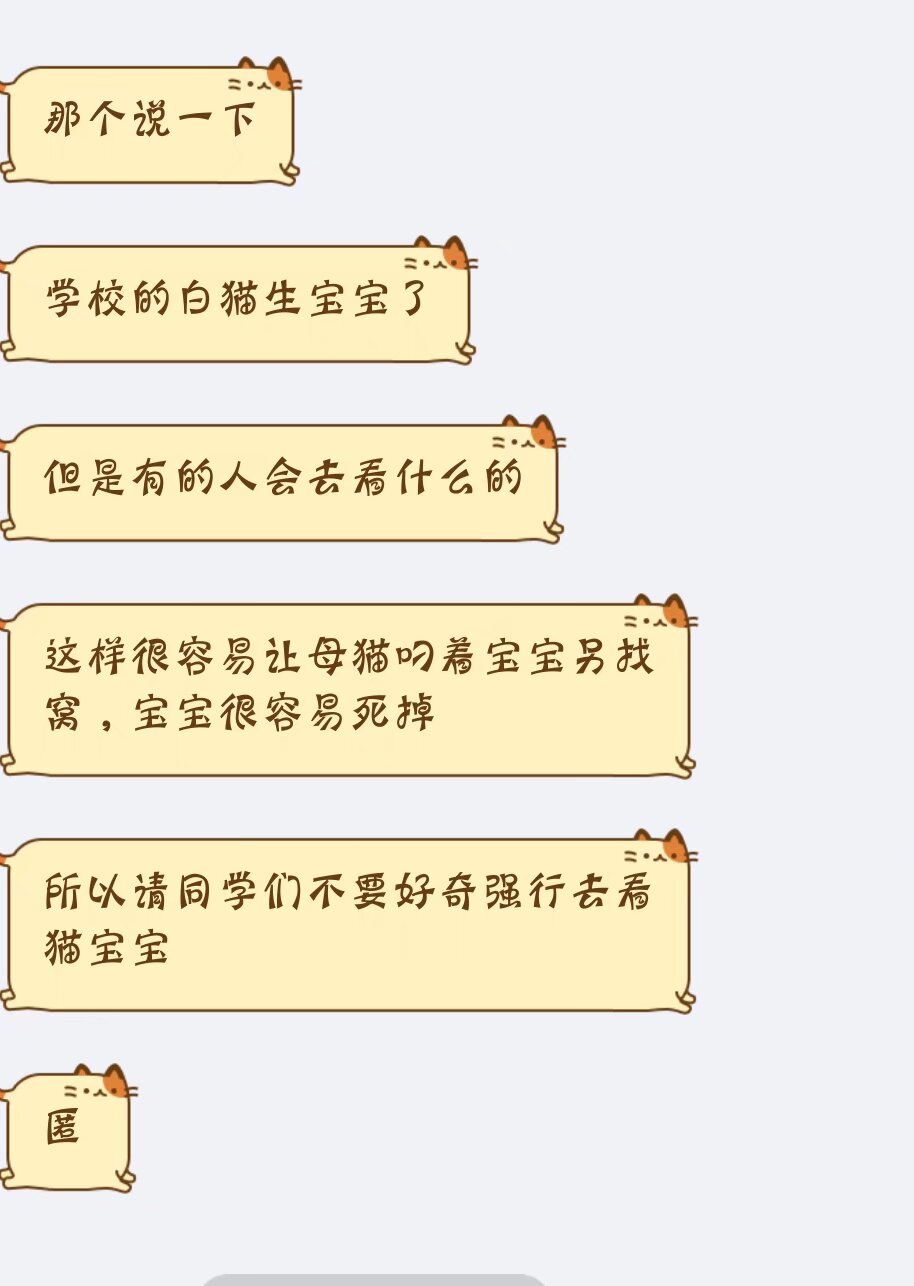 那个说一下
学校的白猫生宝宝了
但是有的人会去看什么的
这样很容易让母猫叼着宝宝另找
窝，宝宝很容易死掉
所以请同学们不要好奇强行去看
猫宝宝
匿